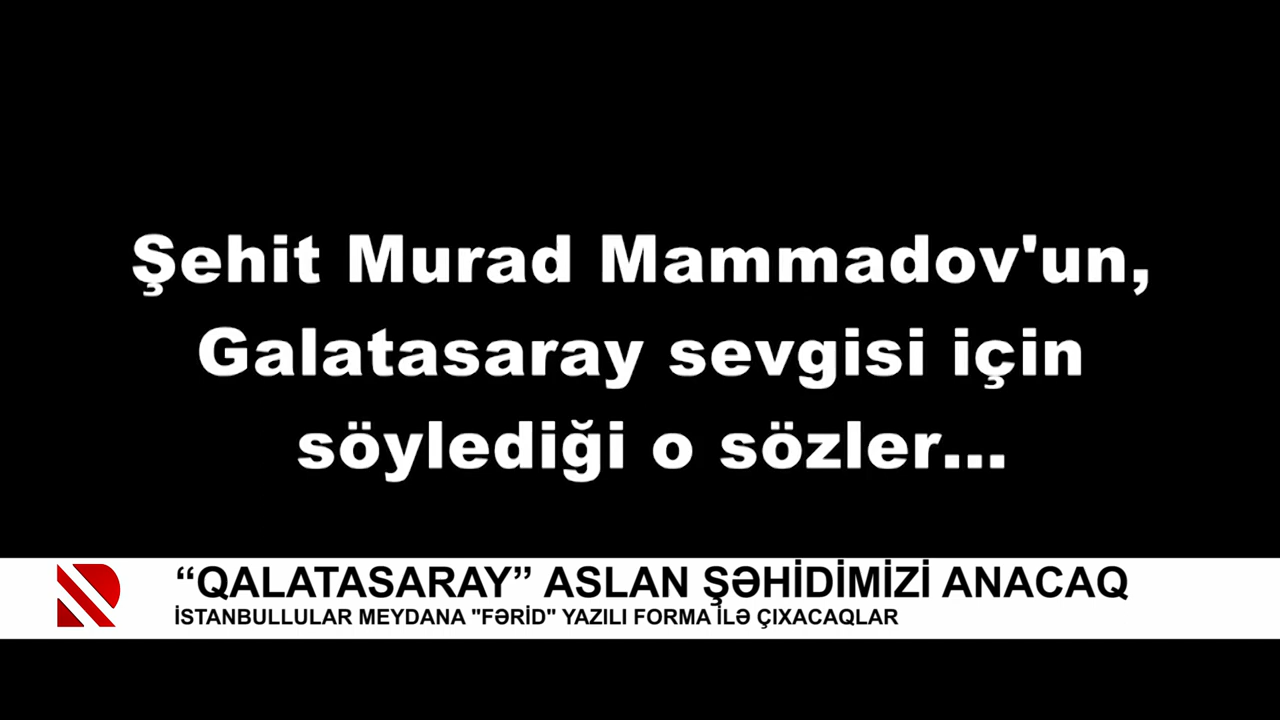 Şehit Murad Mammadov'un,
Galatasaray sevgisi için
söylediği o sözler...
“QALATASARAY” ASLAN ŞƏHİDİMİZİ ANACAQ
İSTANBULLULAR MEYDANA "FƏRİD" YAZILI FORMA İLƏ ÇIXACAQLAR